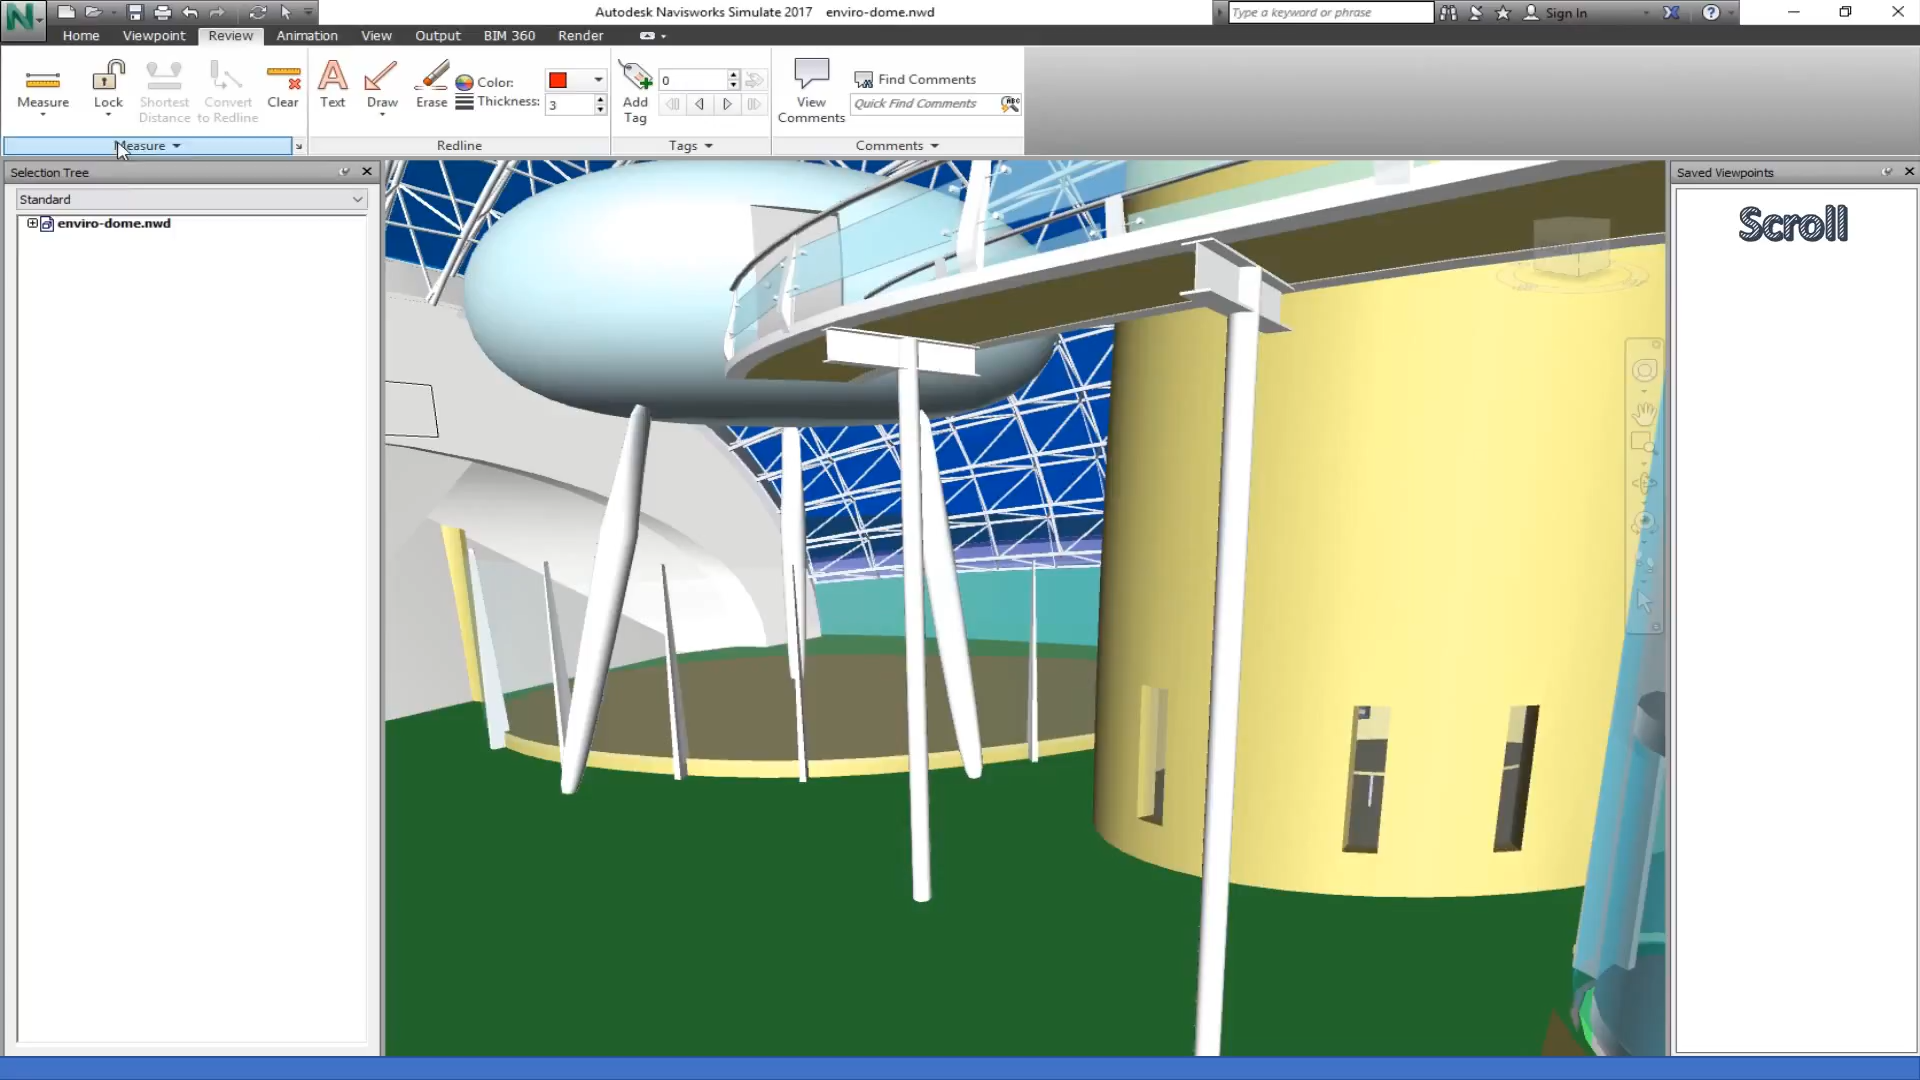 Autodesk Navisworks Simulate 2017 enviro-dome.nwd
Type a keyword or phrase
Sign In
Home Viewpoint Review Animation View Output BIM 360 Render
Measure
Lock
Shortest Distance
Convert to Redline
Clear
Text
Draw
Erase
Color:
Thickness: 3
Add Tag
0
View Comments
Find Comments
Quick Find Comments
Measure
Redline
Tags
Comments
Selection Tree
Standard
enviro-dome.nwd
Saved Viewpoints
Scroll